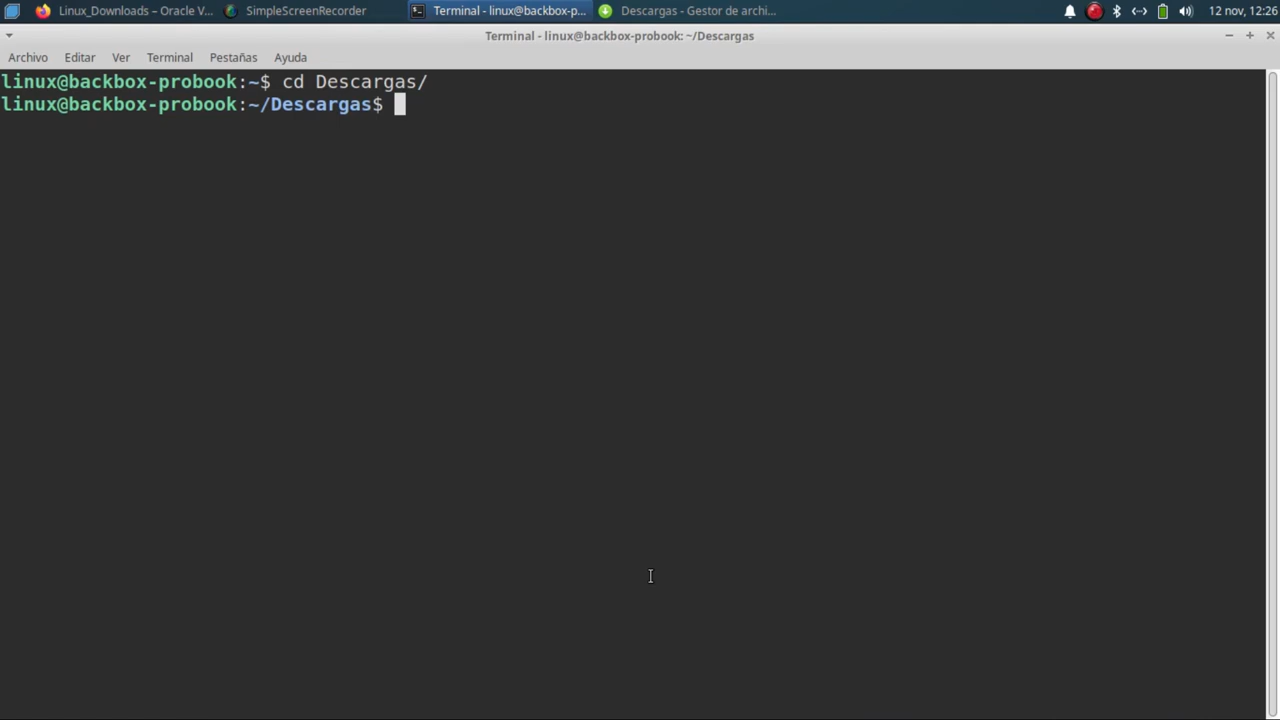 Linux_Downloads – Oracle V... SimpleScreenRecorder Terminal - linux@backbox-p... Descargas - Gestor de archi... 12 nov, 12:26
Terminal - linux@backbox-probook: ~/Descargas
Archivo Editar Ver Terminal Pestañas Ayuda
linux@backbox-probook:~$ cd Descargas/
linux@backbox-probook:~/Descargas$